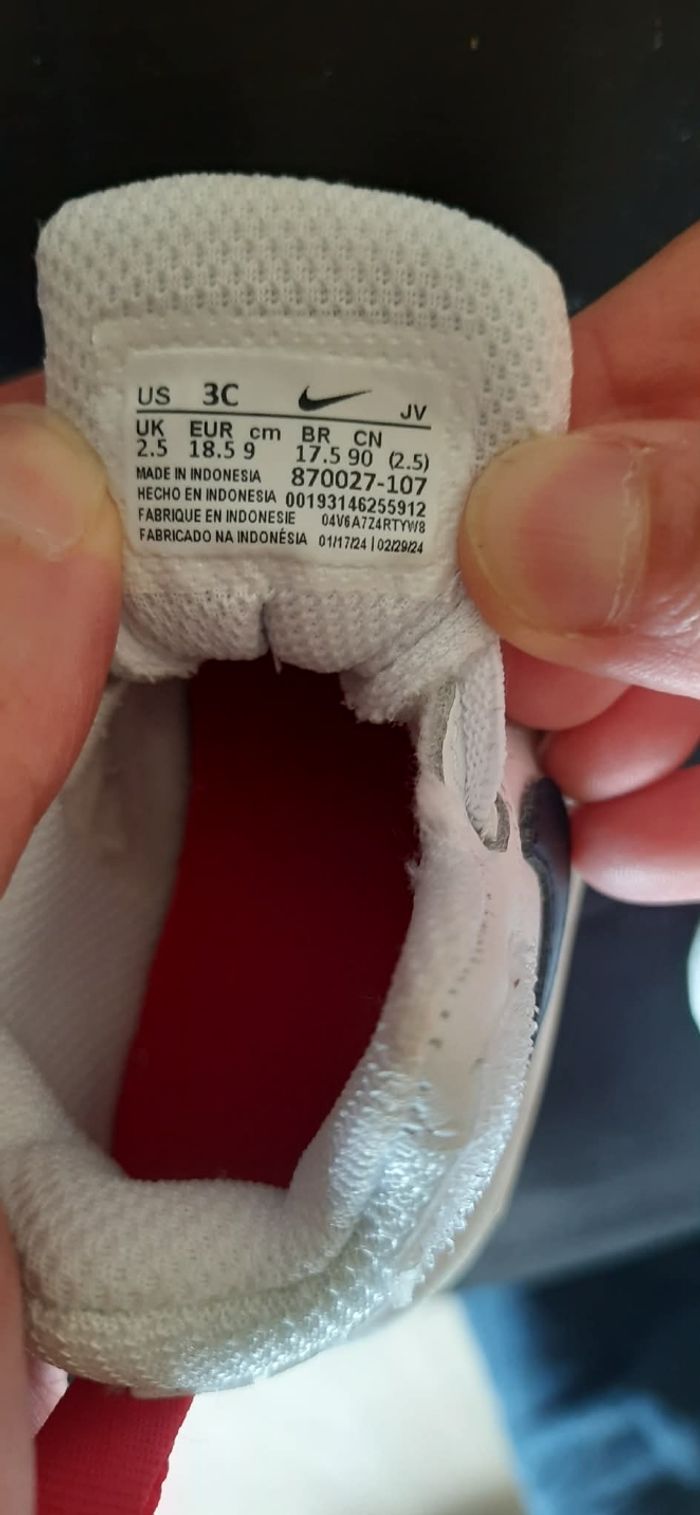 US 3C JV
UK EUR cm BR CN
2.5 18.5 9 17.5 90 (2.5)
MADE IN INDONESIA 870027-107
HECHO EN INDONESIA 00193146255912
FABRIQUE EN INDONESIE 04V6A7Z4RTYW8
FABRICADO NA INDONÉSIA 01/17/24 | 02/29/24